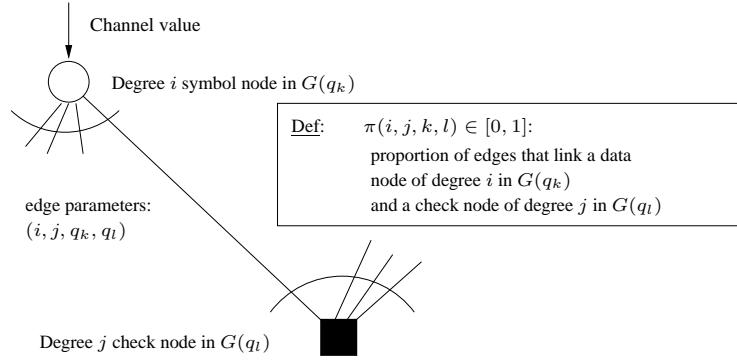 Channel value
Degree i symbol node in G(q_k)
Def: π(i, j, k, l) ∈ [0, 1]:
proportion of edges that link a data
node of degree i in G(q_k)
and a check node of degree j in G(q_l)
edge parameters:
(i, j, q_k, q_l)
Degree j check node in G(q_l)